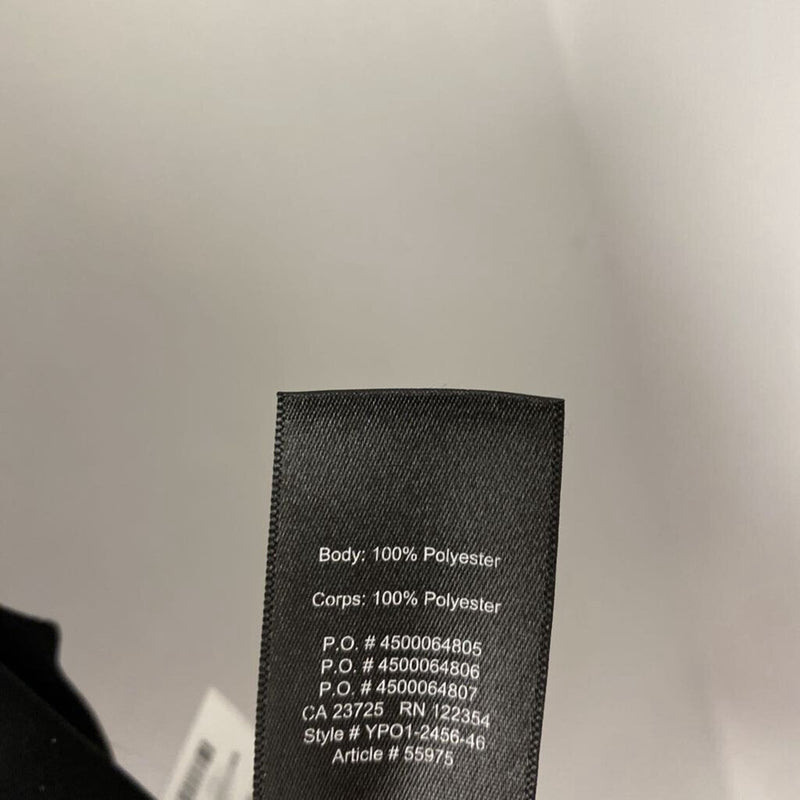 Body: 100% Polyester
Corps: 100% Polyester
P.O. # 4500064805
P.O. # 4500064806
P.O. # 4500064807
CA 23725 RN 122354
Style # YPO1-2456-46
Article # 55975